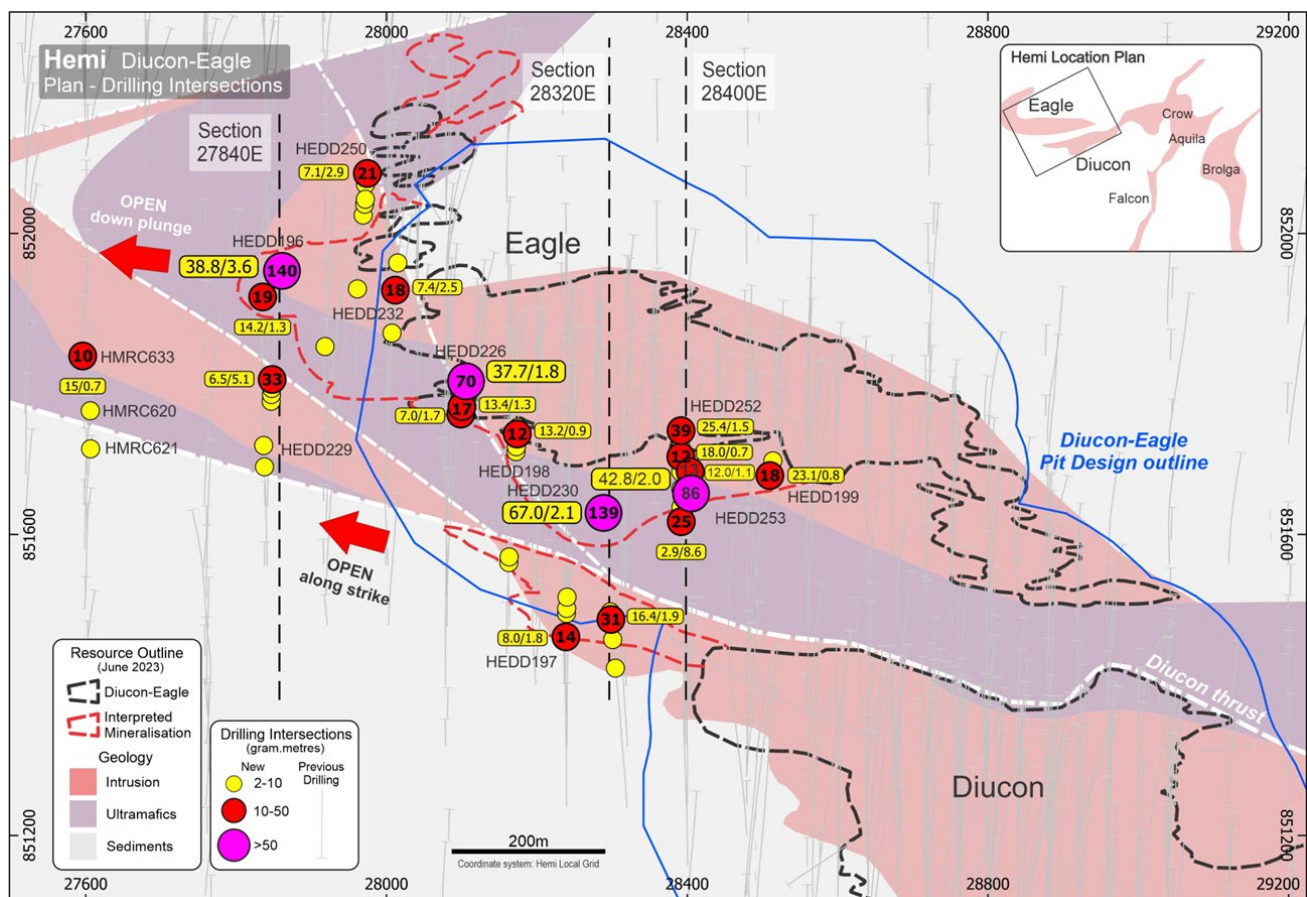 27600
28000
28400
28800
29200
Hemi Diucon-Eagle
Plan - Drilling Intersections
Section
27840E
Section
28320E
Section
28400E
Hemi Location Plan
Eagle
Diucon
Crow
Aquila
Brolga
Falcon
852000
852000
HEDD250
7.1/2.9
21
OPEN
down plunge
HEDD196
38.8/3.6
140
19
14.2/1.3
18
7.4/2.5
HEDD232
Eagle
10
HMRC633
15/0.7
HMRC620
HMRC621
6.5/5.1
33
HEDD229
HEDD226
70
37.7/1.8
17
13.4/1.3
7.0/1.7
12
13.2/0.9
HEDD198
HEDD252
39
25.4/1.5
12
18.0/0.7
13
12.0/1.1
18
23.1/0.8
HEDD199
HEDD230
42.8/2.0
86
67.0/2.1
139
HEDD253
25
2.9/8.6
Diucon-Eagle
Pit Design outline
851600
851600
OPEN
along strike
31
16.4/1.9
8.0/1.8
14
HEDD197
Diucon thrust
Diucon
Resource Outline
(June 2023)
Diucon-Eagle
Interpreted
Mineralisation
Geology
Intrusion
Ultramafics
Sediments
Drilling Intersections
(gram.metres)
New
2-10
10-50
>50
Previous
Drilling
200m
Coordinate system: Hemi Local Grid
851200
851200
27600
28000
28400
28800
29200